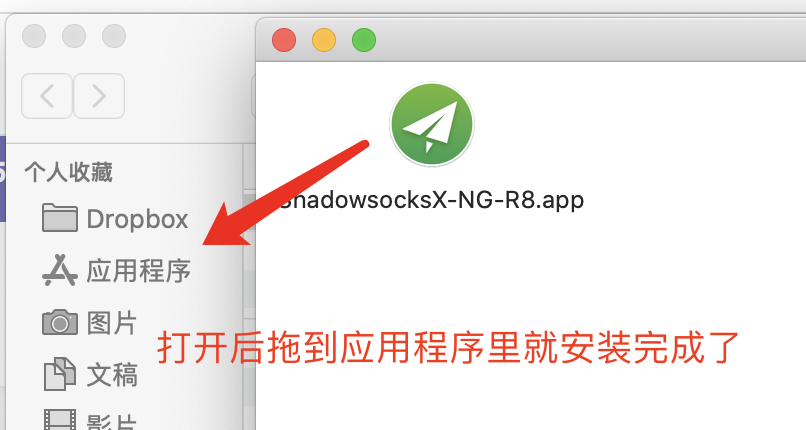 个人收藏
Dropbox
应用程序
图片
文稿
影片
ShadowsocksX-NG-R8.app
打开后拖到应用程序里就安装完成了